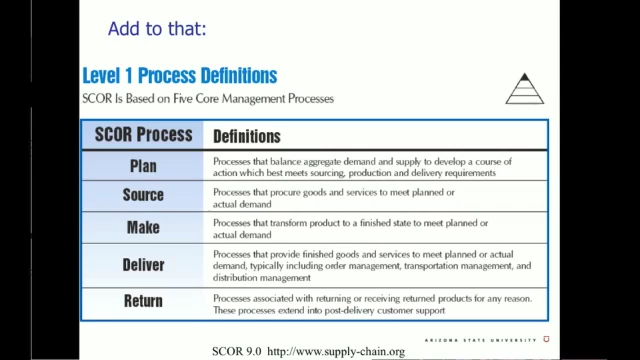 Add to that:
Level 1 Process Definitions
SCOR Is Based on Five Core Management Processes
SCOR Process Definitions
Plan
Processes that balance aggregate demand and supply to develop a course of
action which best meets sourcing, production and delivery requirements
Source
Processes that procure goods and services to meet planned or
actual demand
Make
Processes that transform product to a finished state to meet planned or
actual demand
Deliver
Processes that provide finished goods and services to meet planned or actual
demand, typically including order management, transportation management, and
distribution management
Return
Processes associated with returning or receiving returned products for any reason.
These processes extend into post-delivery customer support
ARIZONA STATE UNIVERSITY
SCOR 9.0 http://www.supply-chain.org